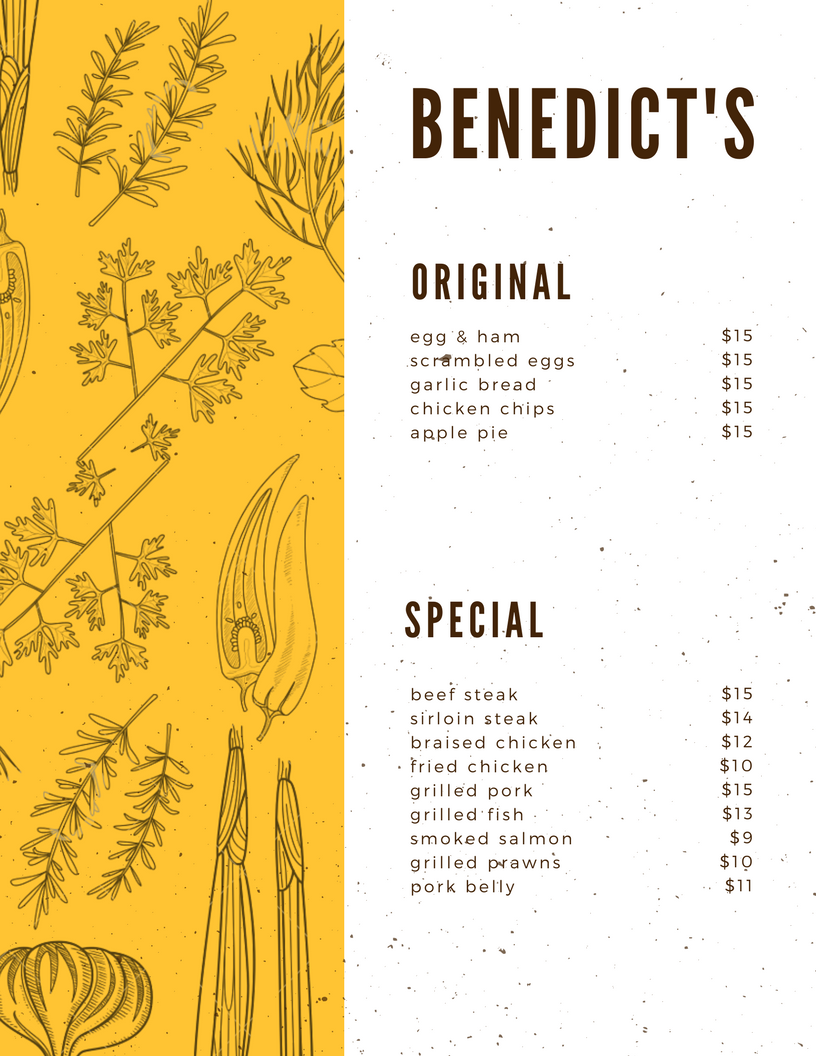 BENEDICT'S
ORIGINAL
egg & ham $15
scrambled eggs $15
garlic bread $15
chicken chips $15
apple pie $15
SPECIAL
beef steak $15
sirloin steak $14
braised chicken $12
fried chicken $10
grilled pork $15
grilled fish $13
smoked salmon $9
grilled prawns $10
pork belly $11